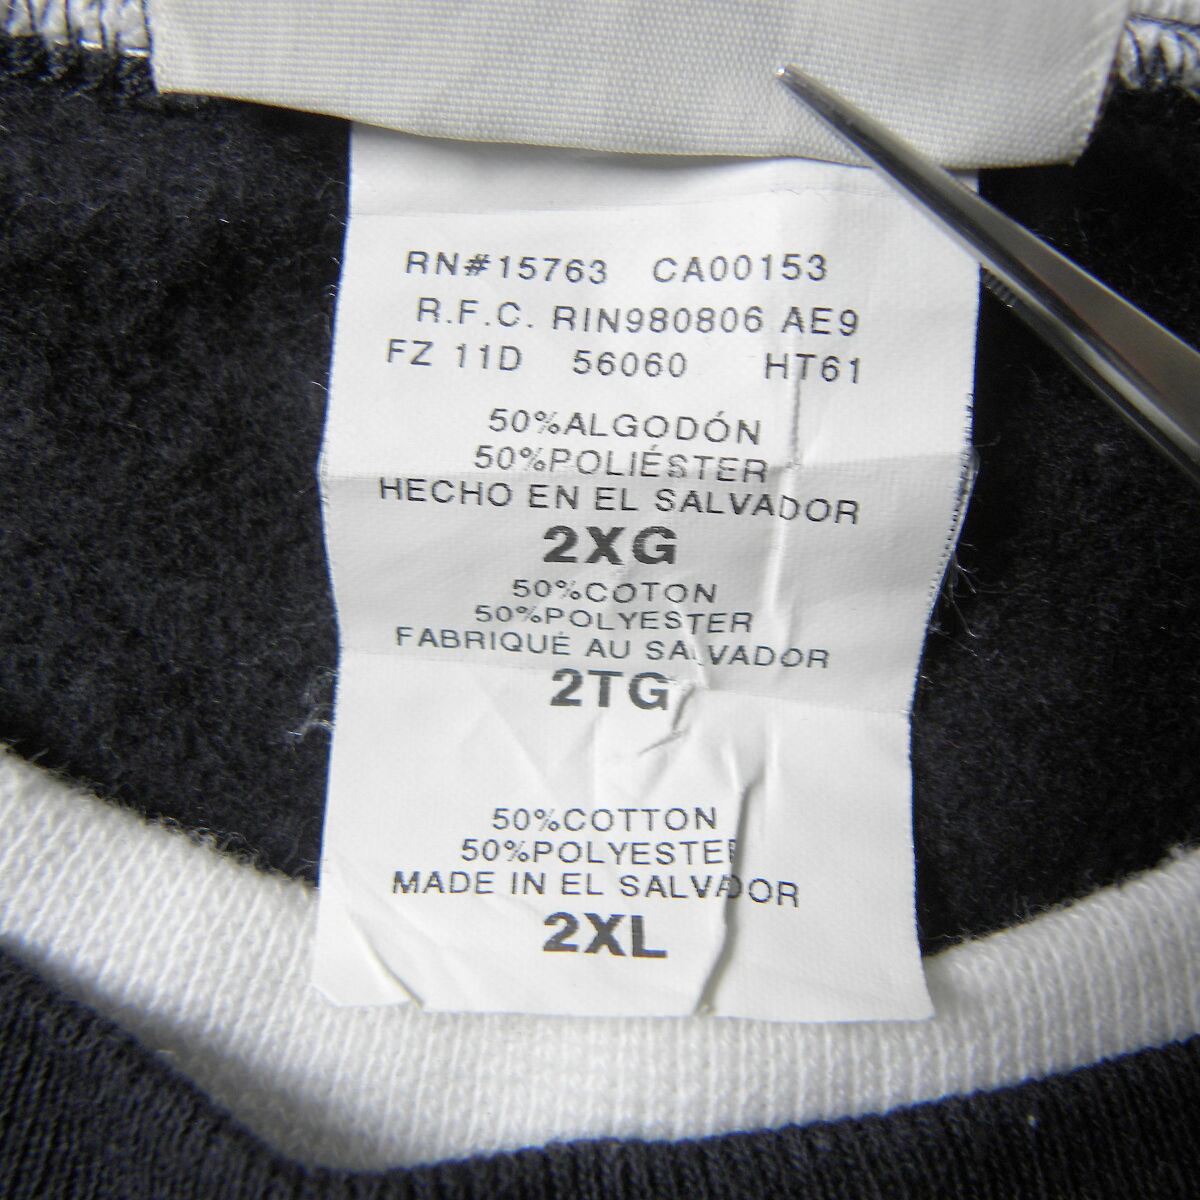 RN#15763 CA00153
R.F.C. RIN980806 AE9
FZ 11D 56060 HT61
50%ALGODÓN
50%POLIÉSTER
HECHO EN EL SALVADOR
2XG
50%COTON
50%POLYESTER
FABRIQUÉ AU SALVADOR
2TG
50%COTTON
50%POLYESTER
MADE IN EL SALVADOR
2XL